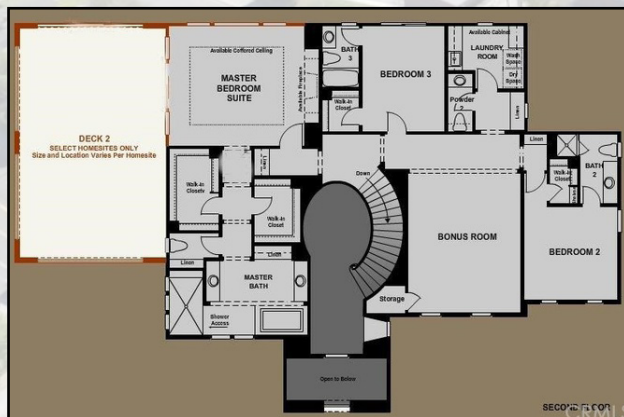 Available Coffered Ceiling
MASTER
BEDROOM
SUITE
Available Fireplace
DECK 2
SELECT HOMESITES ONLY
Size and Location Varies Per Homesite
BATH
3
BEDROOM 3
Walk-in
Closet
Available Cabinet
LAUNDRY
ROOM
Wash
Space
Dry
Space
Powder
2
Linen
Linen
BATH
2
Walk-in
Closet
BEDROOM 2
Walk-in
Closet
Linen
Walk-in
Closet
Down
BONUS ROOM
Linen
Linen
MASTER
BATH
Shower
Access
Storage
Open to Below
SECOND FLOOR
CRMLS